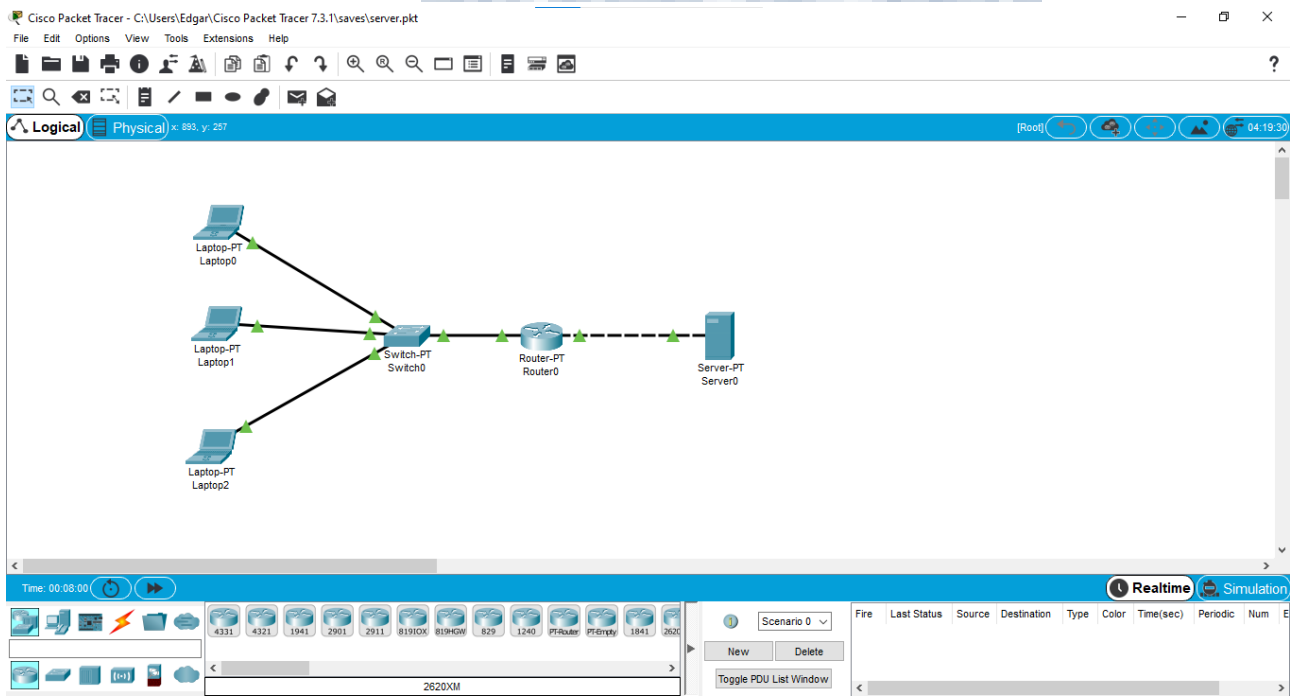 Cisco Packet Tracer - C:\Users\Edgar\Cisco Packet Tracer 7.3.1\saves\server.pkt
File Edit Options View Tools Extensions Help
Logical Physical x: 893, y: 257 [Root] 04:19:30
Laptop-PT
Laptop0
Laptop-PT
Laptop1
Switch-PT
Switch0
Router-PT
Router0
Server-PT
Server0
Laptop-PT
Laptop2
Time: 00:08:00 Realtime Simulation
4331 4321 1941 2901 2911 819IOX 819HGW 829 1240 PT-Router PT-Empty 1841 2620
2620XM
Scenario 0
New Delete
Toggle PDU List Window
Fire Last Status Source Destination Type Color Time(sec) Periodic Num E